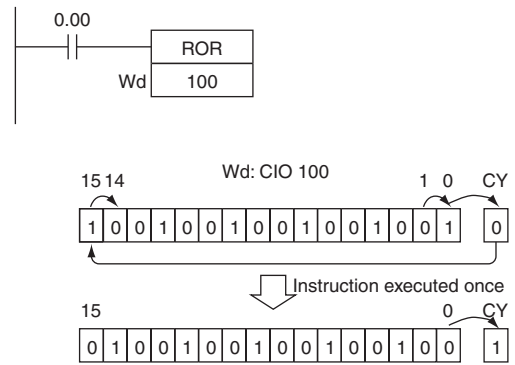 0.00
ROR
Wd 100
Wd: CIO 100
15 14 1 0 CY
1 0 0 1 0 0 1 0 0 1 0 0 1 0 0 1 0
Instruction executed once
15 0 CY
0 1 0 0 1 0 0 1 0 0 1 0 0 1 0 0 1